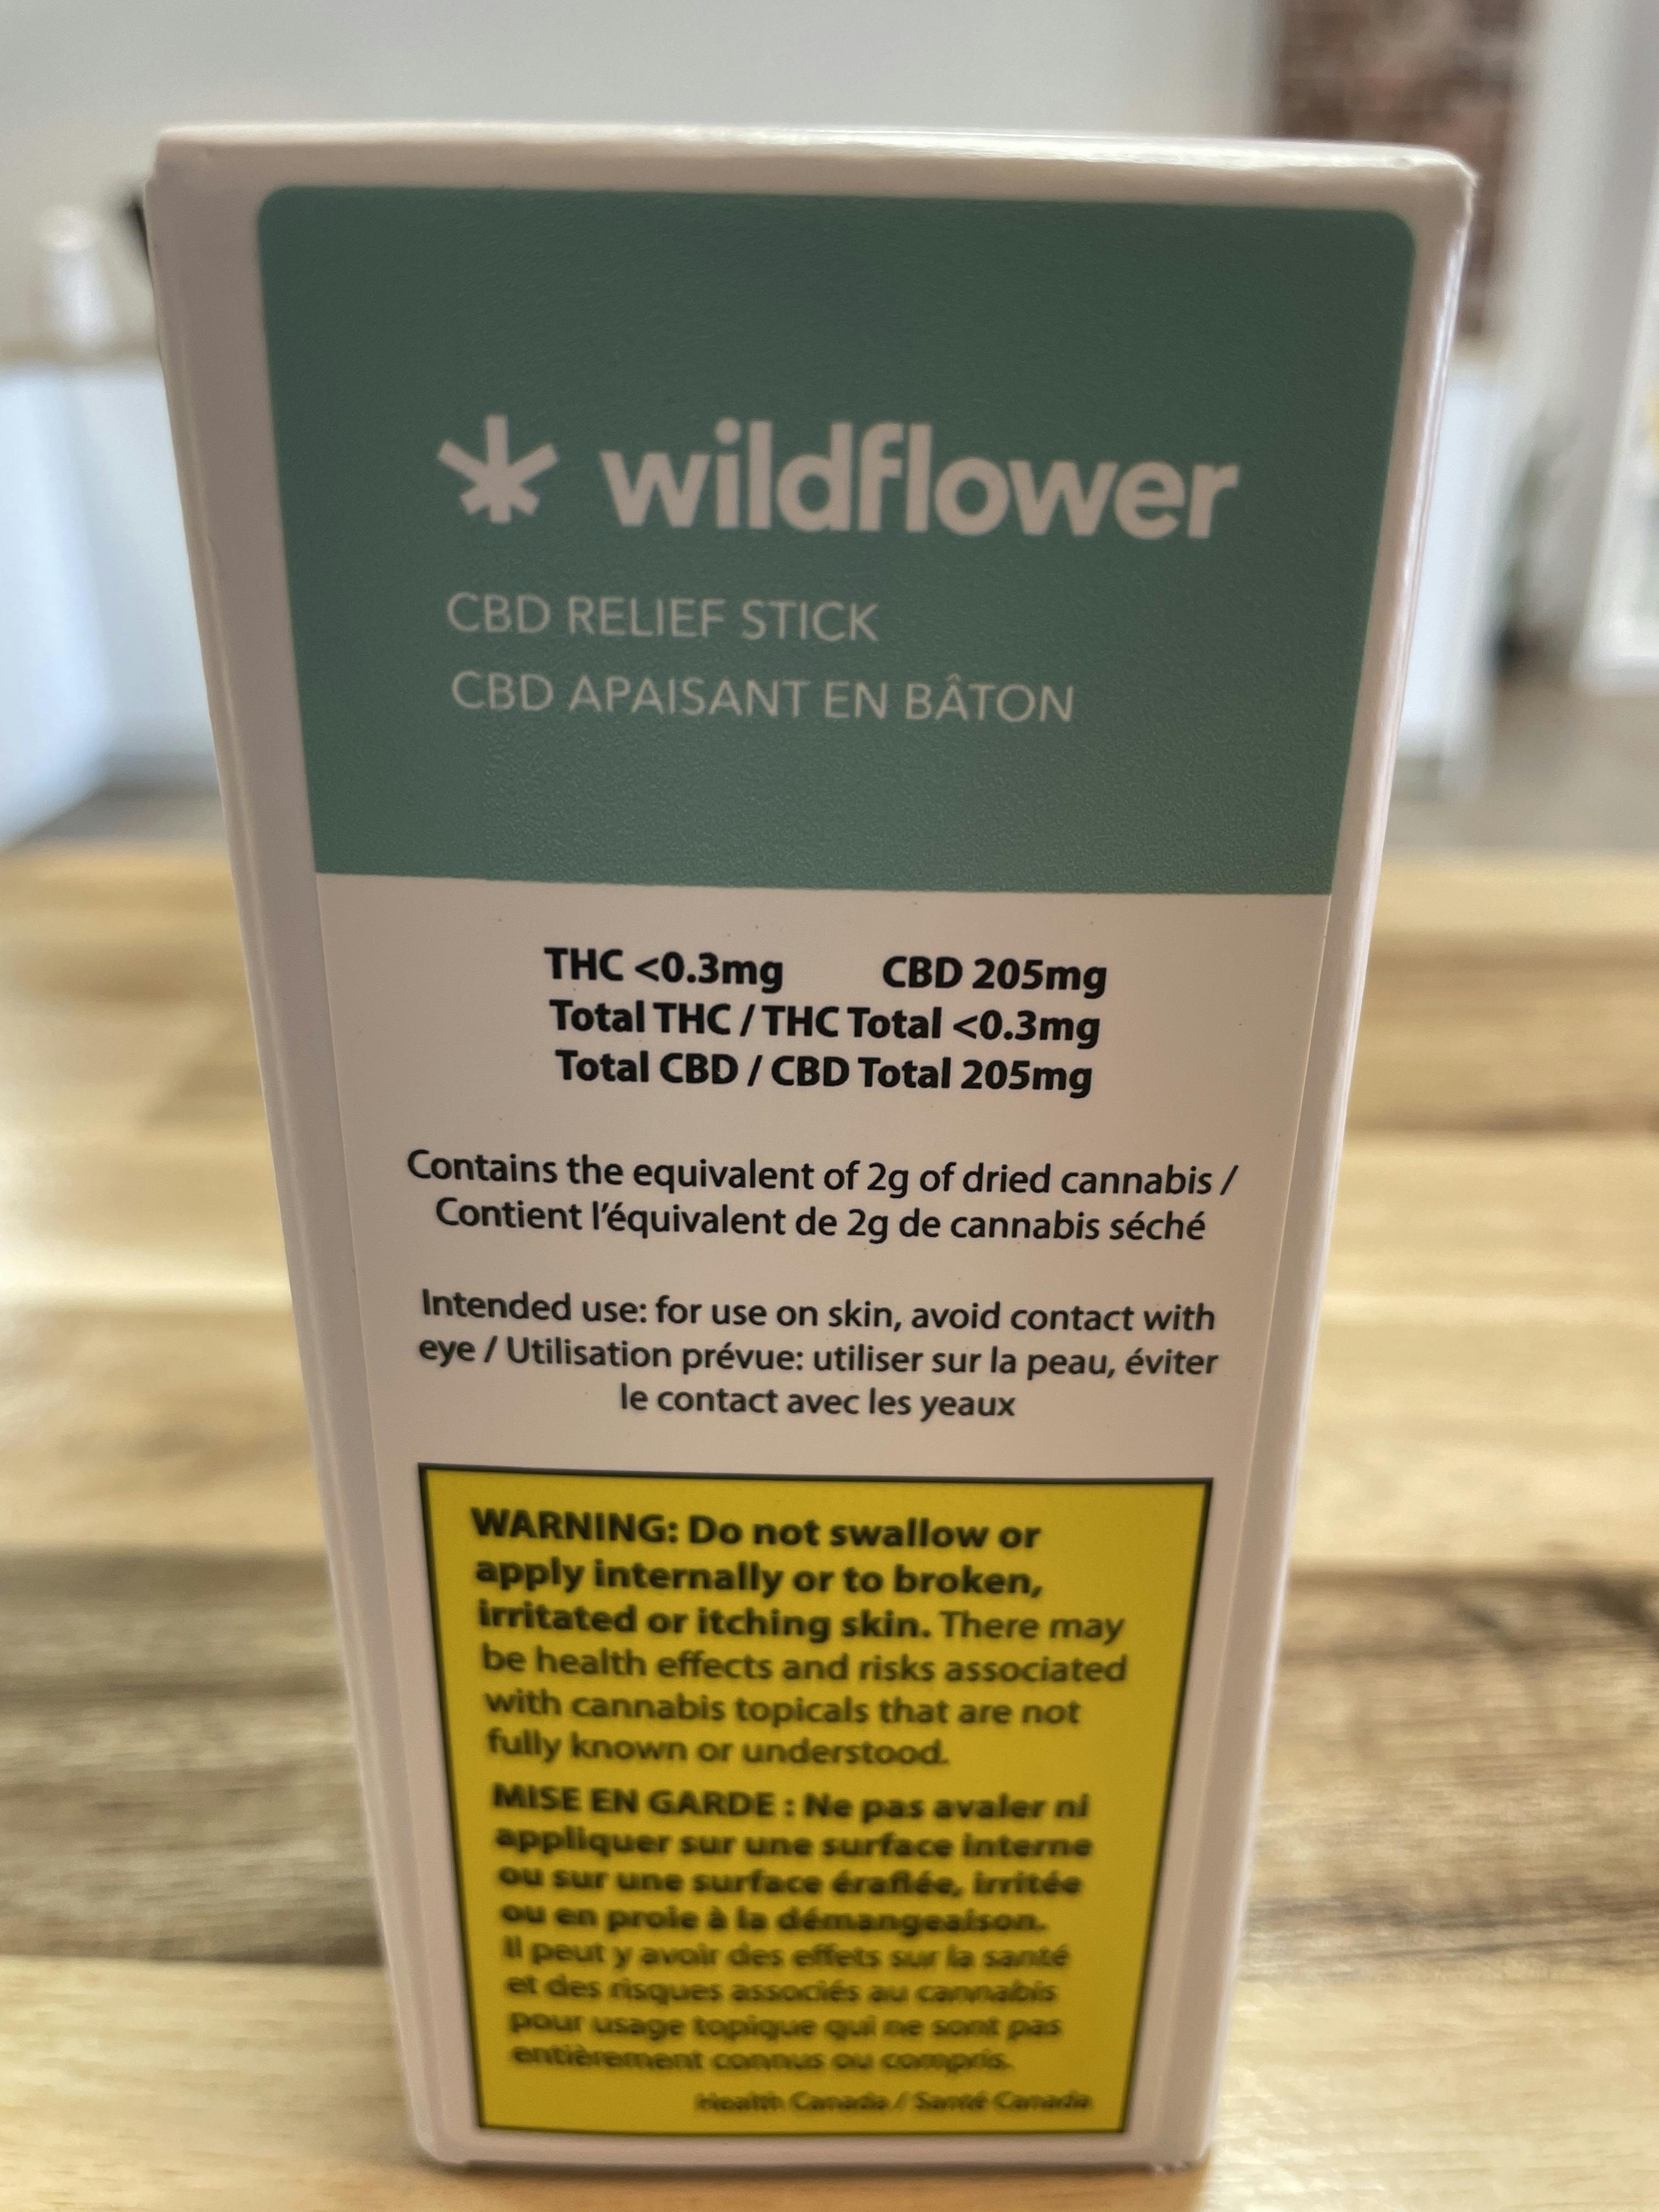 wildflower
CBD RELIEF STICK
CBD APAISANT EN BÂTON
THC <0.3mg CBD 205mg
Total THC / THC Total <0.3mg
Total CBD / CBD Total 205mg
Contains the equivalent of 2g of dried cannabis /
Contient l'équivalent de 2g de cannabis séché
Intended use: for use on skin, avoid contact with
eye / Utilisation prévue: utiliser sur la peau, éviter
le contact avec les yeaux
WARNING: Do not swallow or
apply internally or to broken,
irritated or itching skin. There may
be health effects and risks associated
with cannabis topicals that are not
fully known or understood.
MISE EN GARDE : Ne pas avaler ni
appliquer sur une surface interne
ou sur une surface éraflée, irritée
ou en proie à la démangeaison.
Il peut y avoir des effets sur la santé
et des risques associés au cannabis
pour usage topique qui ne sont pas
entièrement connus ou compris.
Health Canada / Santé Canada